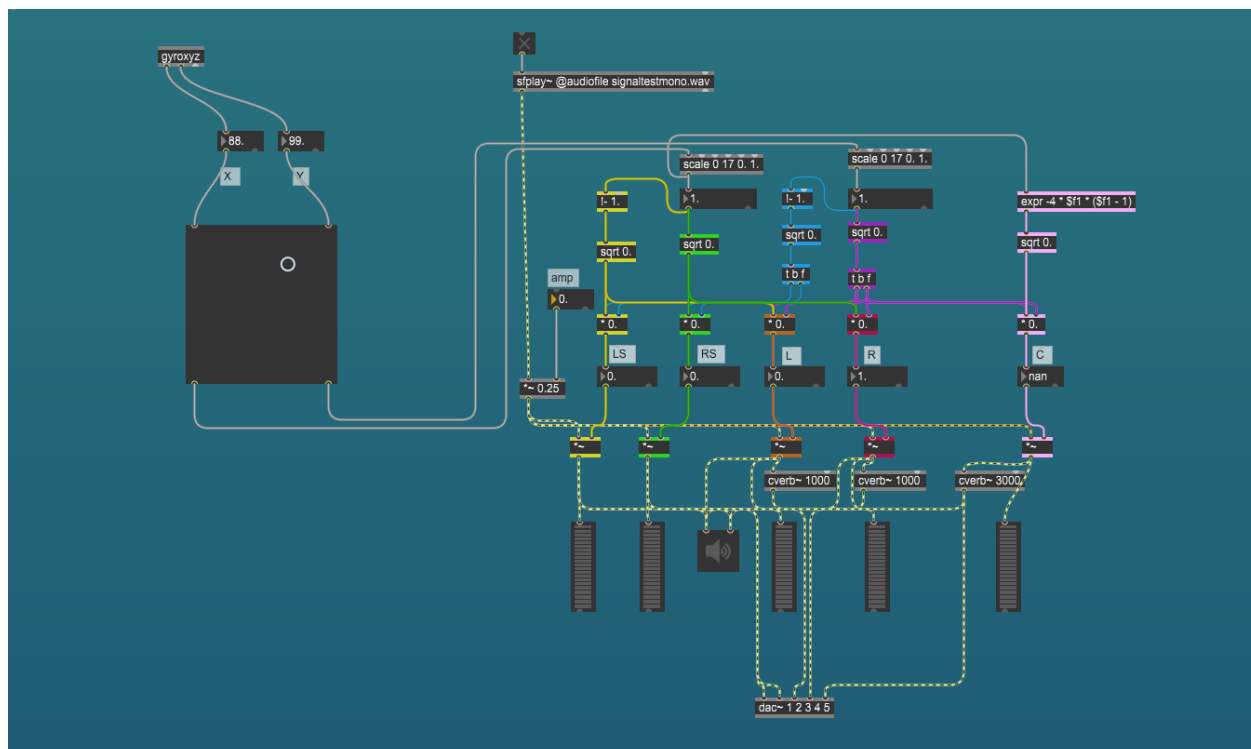 gyroxyz
sfplay~ @audiofile signaltestmono.wav
88.
99.
X
Y
scale 0 17 0. 1.
scale 0 17 0. 1.
!- 1.
1.
!- 1.
1.
expr -4 * $f1 * ($f1 - 1)
sqrt 0.
sqrt 0.
sqrt 0.
sqrt 0.
sqrt 0.
t b f
t b f
amp
0.
* 0.
* 0.
* 0.
* 0.
* 0.
LS
RS
L
R
C
0.
0.
0.
1.
nan
*~ 0.25
*~
*~
*~
*~
*~
cverb~ 1000
cverb~ 1000
cverb~ 3000
dac~ 1 2 3 4 5